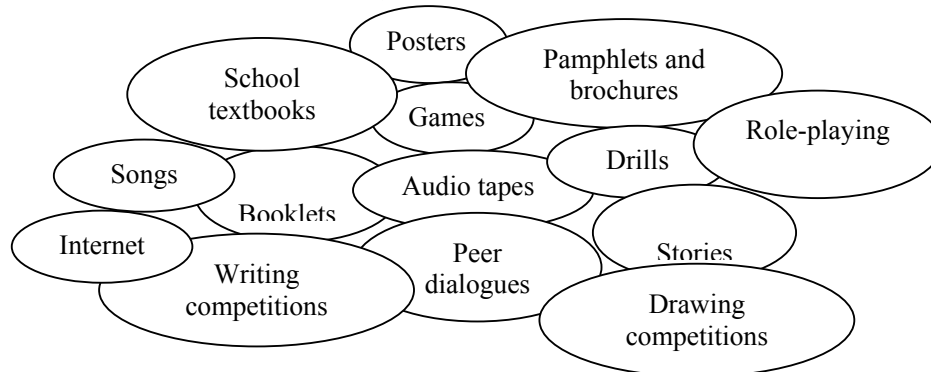 Posters
School
textbooks
Pamphlets and
brochures
Games
Role-playing
Drills
Songs
Audio tapes
Booklets
Internet
Peer
dialogues
Stories
Writing
competitions
Drawing
competitions